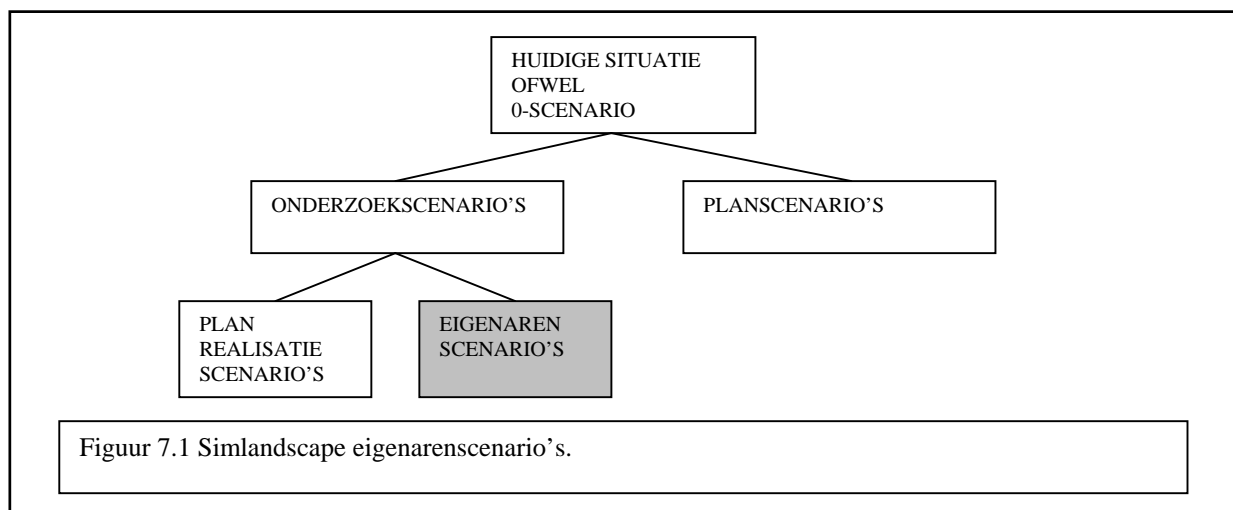 HUIDIGE SITUATIE
OFWEL
0-SCENARIO
ONDERZOEKSCENARIO’S
PLANSCENARIO’S
PLAN
REALISATIE
SCENARIO’S
EIGENAREN
SCENARIO’S
Figuur 7.1 Simlandscape eigenarenscenario’s.